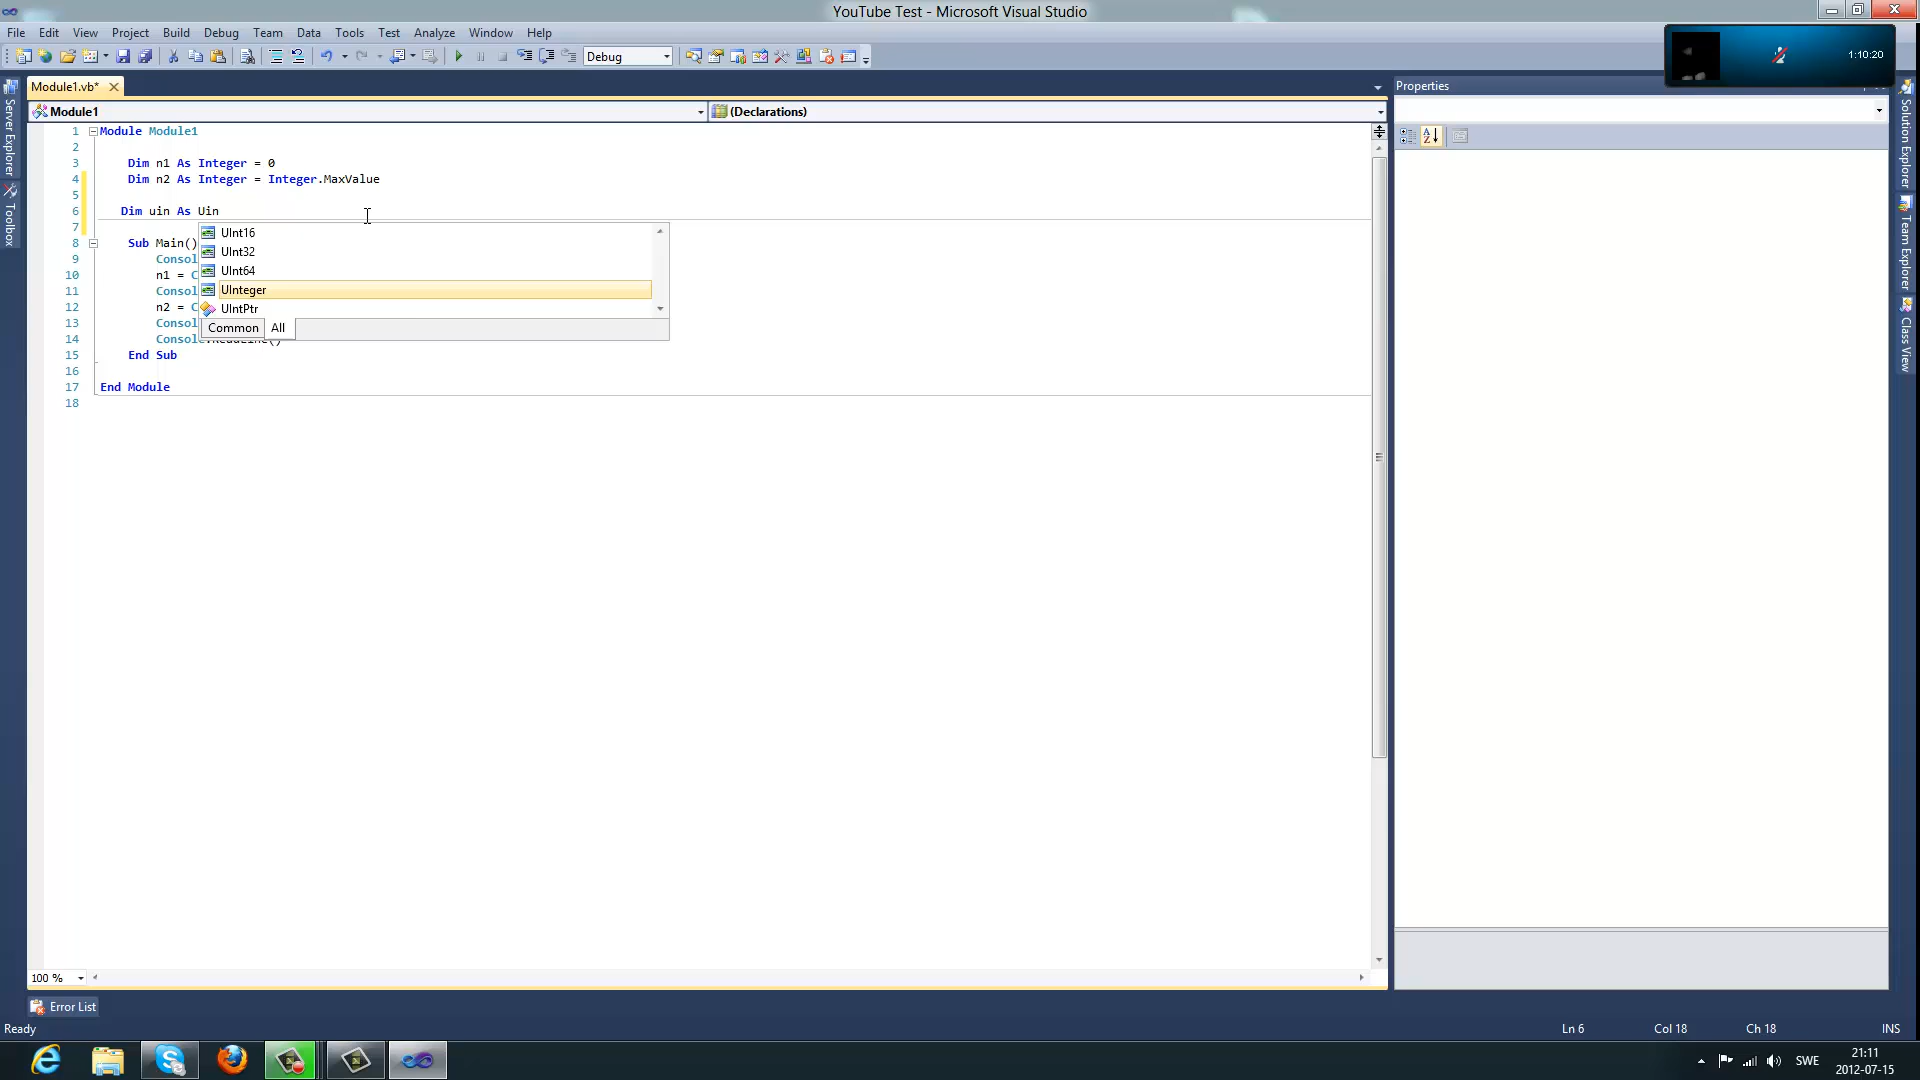 YouTube Test - Microsoft Visual Studio
File Edit View Project Build Debug Team Data Tools Test Analyze Window Help
Debug
1:10:20
Module1.vb*
Properties
Module1
(Declarations)
Server Explorer
Toolbox
Solution Explorer
Team Explorer
Class View
1 Module Module1
2
3 Dim n1 As Integer = 0
4 Dim n2 As Integer = Integer.MaxValue
5
6 Dim uin As Uin
7
8 Sub Main()
9 Consol
10 n1 = C
11 Consol
12 n2 = C
13 Consol
14 Consol
15 End Sub
16
17 End Module
18
UInt16
UInt32
UInt64
UInteger
UIntPtr
Common All
100 %
Error List
Ready
Ln 6 Col 18 Ch 18 INS
SWE
21:11
2012-07-15